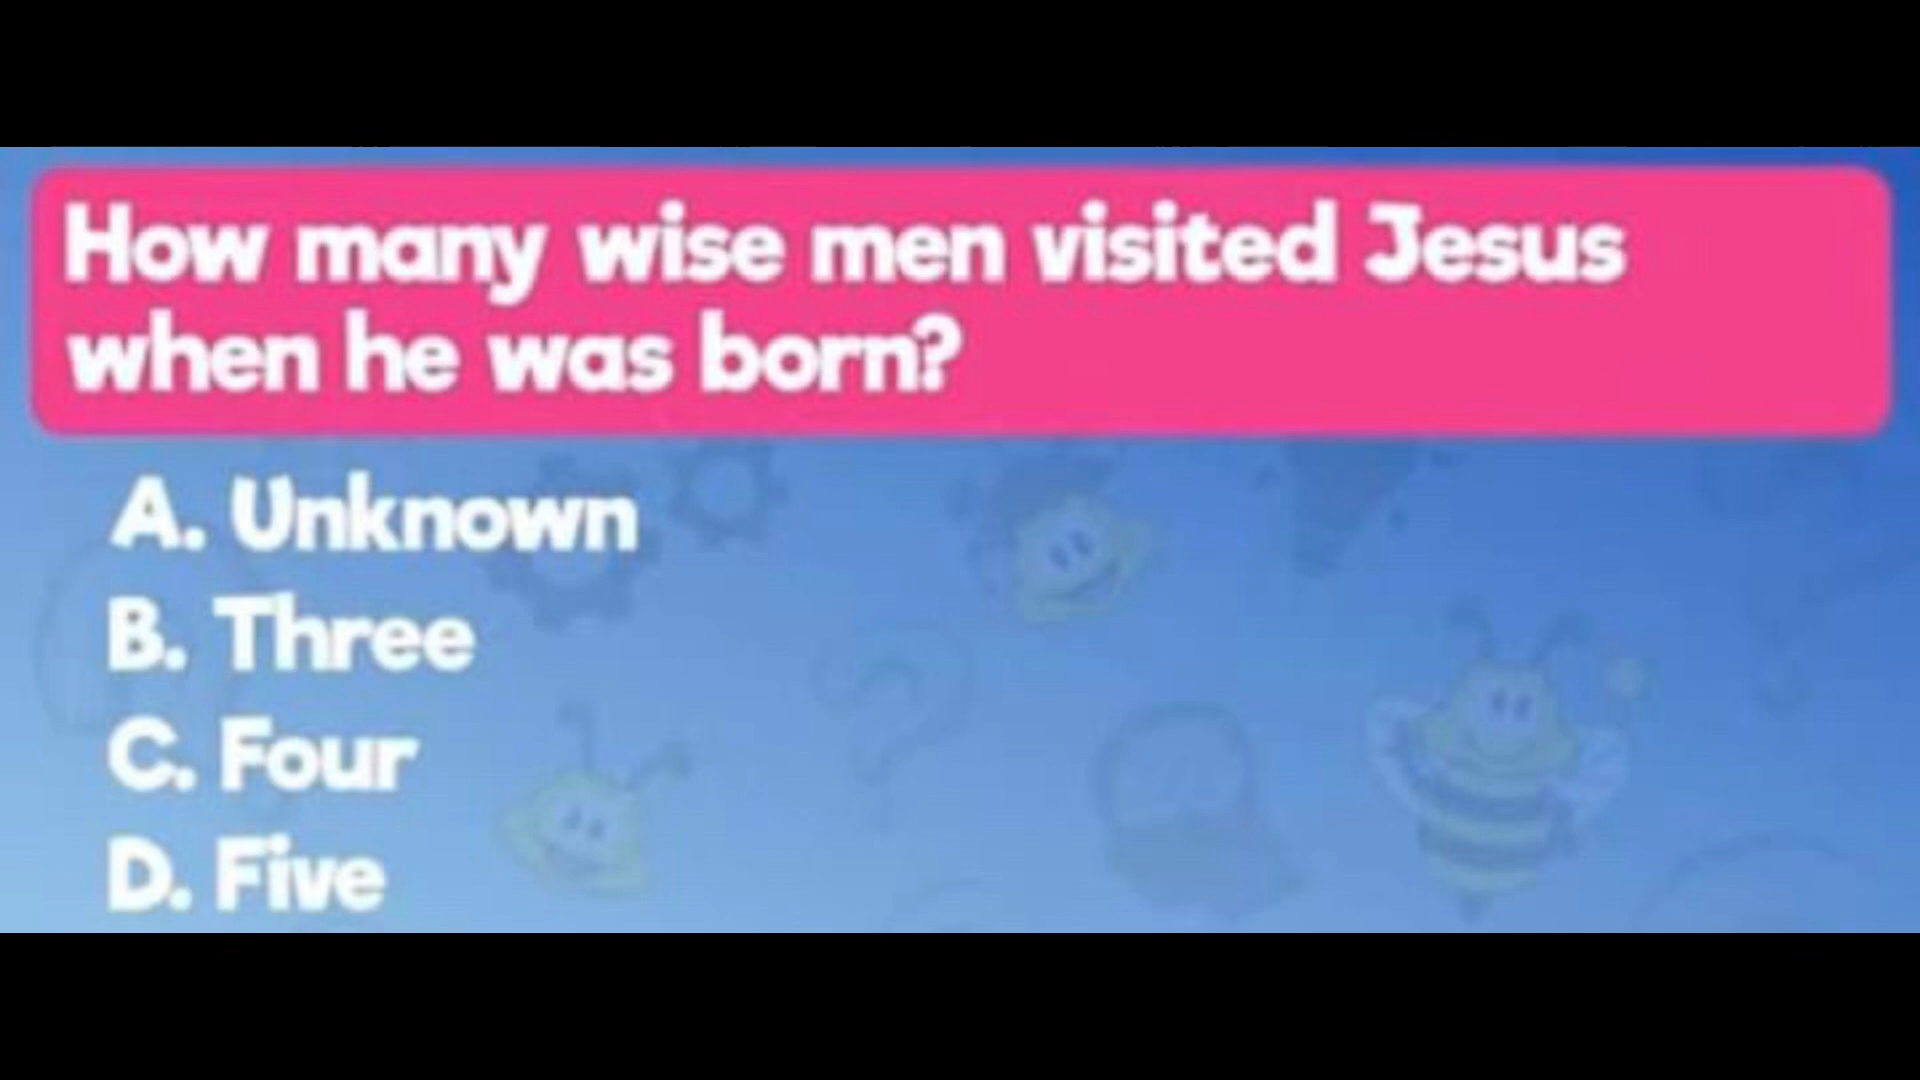 How many wise men visited Jesus
when he was born?
A. Unknown
B. Three
C. Four
D. Five